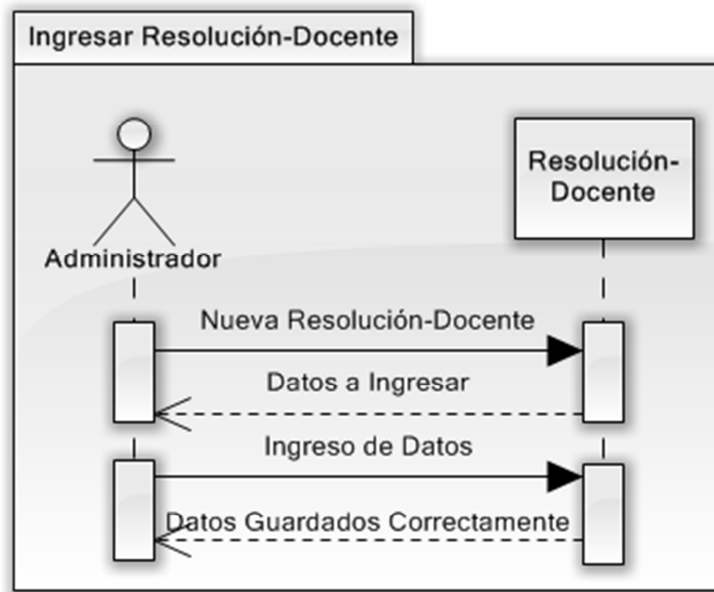 Ingresar Resolución-Docente
Resolución-
Docente
Administrador
Nueva Resolución-Docente
Datos a Ingresar
Ingreso de Datos
Datos Guardados Correctamente